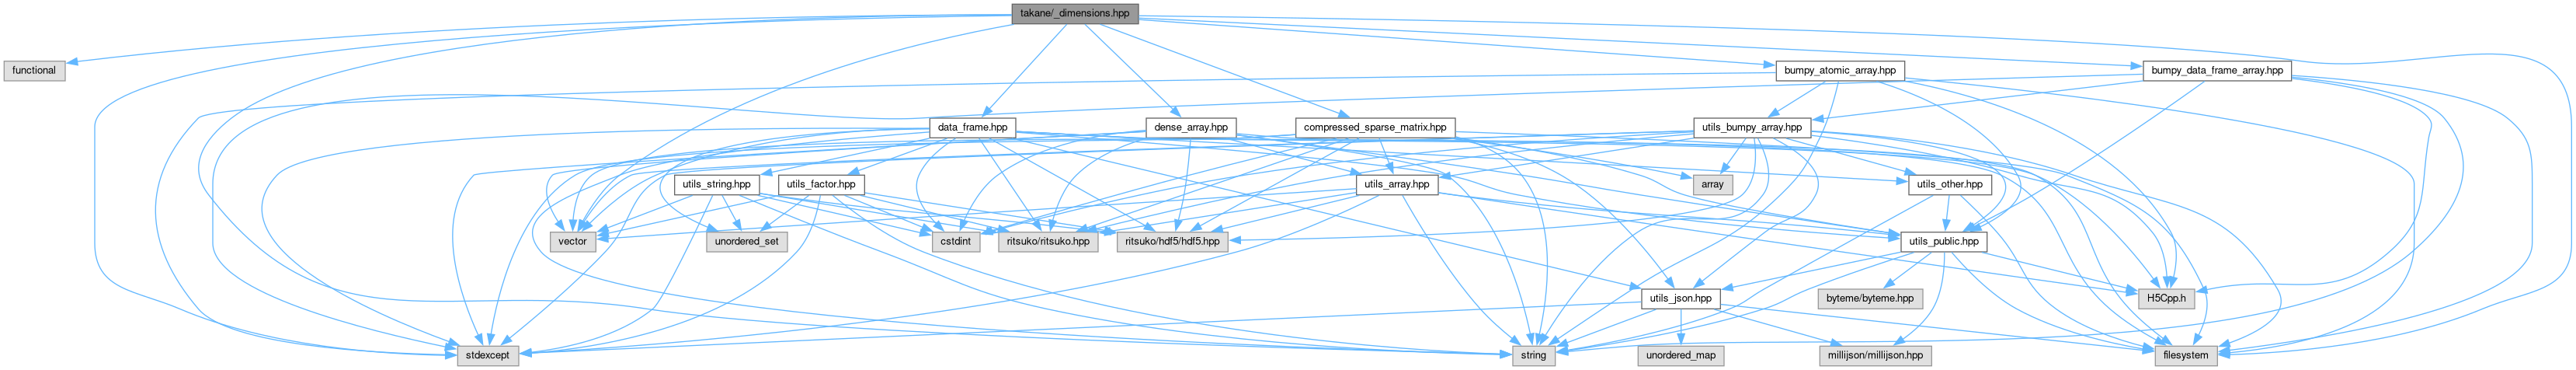 takane/_dimensions.hpp
functional
bumpy_atomic_array.hpp
bumpy_data_frame_array.hpp
data_frame.hpp
dense_array.hpp
compressed_sparse_matrix.hpp
utils_bumpy_array.hpp
utils_string.hpp
utils_factor.hpp
utils_array.hpp
array
utils_other.hpp
vector
unordered_set
cstdint
ritsuko/ritsuko.hpp
ritsuko/hdf5/hdf5.hpp
utils_public.hpp
utils_json.hpp
byteme/byteme.hpp
H5Cpp.h
stdexcept
string
unordered_map
millijson/millijson.hpp
filesystem